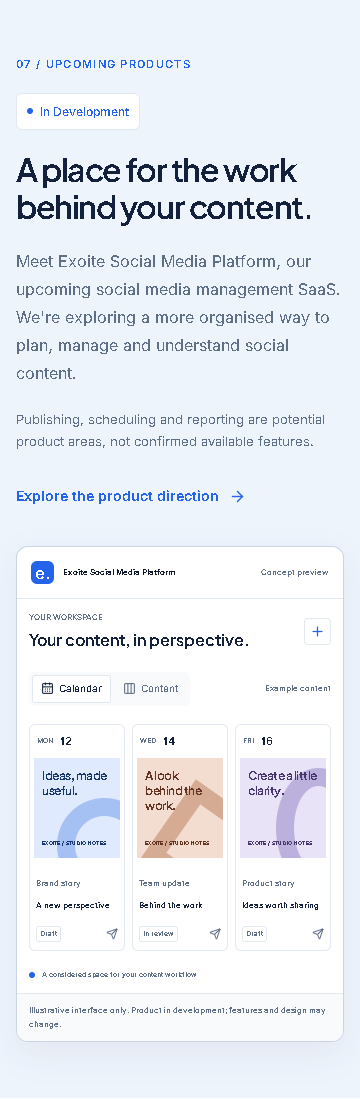 07 / UPCOMING PRODUCTS
In Development
A place for the work
behind your content.
Meet Exoite Social Media Platform, our
upcoming social media management SaaS.
We're exploring a more organised way to
plan, manage and understand social
content.
Publishing, scheduling and reporting are potential
product areas, not confirmed available features.
Explore the product direction →
e. Exoite Social Media Platform Concept preview
YOUR WORKSPACE
Your content, in perspective.
+
Calendar Content Example content
MON 12
Ideas, made
useful.
EXOITE / STUDIO NOTES
Brand story
A new perspective
Draft
WED 14
A look
behind the
work.
EXOITE / STUDIO NOTES
Team update
Behind the work
In review
FRI 16
Create a little
clarity.
EXOITE / STUDIO NOTES
Product story
Ideas worth sharing
Draft
A considered space for your content workflow
Illustrative interface only. Product in development; features and design may
change.